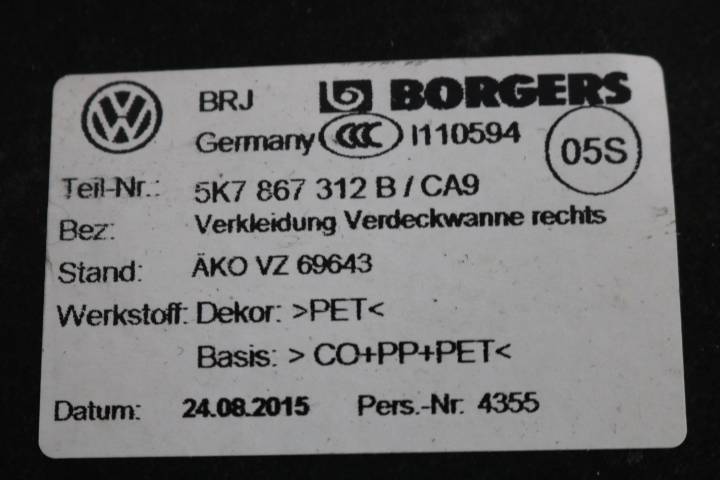 BRJ BORGERS
Germany CCC I110594 05S
Teil-Nr.: 5K7 867 312 B / CA9
Bez: Verkleidung Verdeckwanne rechts
Stand: ÄKO VZ 69643
Werkstoff: Dekor: >PET<
Basis: > CO+PP+PET<
Datum: 24.08.2015 Pers.-Nr. 4355